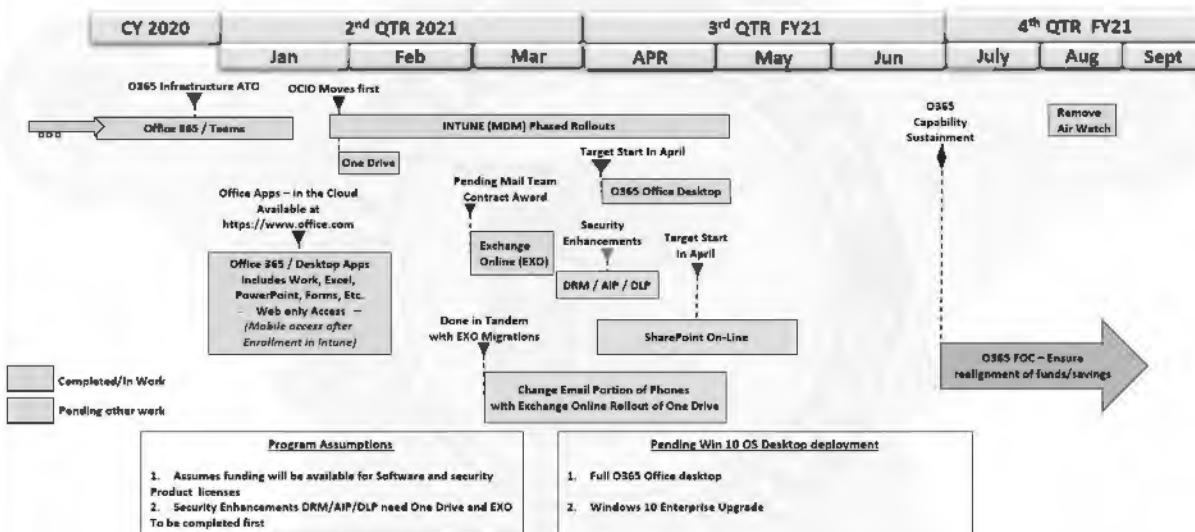 CY 2020
2nd QTR 2021
3rd QTR FY21
4th QTR FY21
Jan
Feb
Mar
APR
May
Jun
July
Aug
Sept
O365 Infrastructure ATO
Office 365 / Teams
OCIO Moves first
INTUNE (MDM) Phased Rollouts
One Drive
Office Apps – in the Cloud
Available at
https://www.office.com
Office 365 / Desktop Apps
Includes Work, Excel,
PowerPoint, Forms, Etc.
- Web only Access –
(Mobile access after
Enrollment in Intune)
Pending Mail Team
Contract Award
Exchange
Online (EXO)
Target Start In April
O365 Office Desktop
Security
Enhancements
DRM / AIP / DLP
Target Start
In April
SharePoint On-Line
Done in Tandem
with EXO Migrations
Change Email Portion of Phones
with Exchange Online Rollout of One Drive
O365
Capability
Sustainment
Remove
Air Watch
O365 FOC – Ensure
realignment of funds/savings
Completed/In Work
Pending other work
Program Assumptions
1. Assumes funding will be available for Software and security
Product licenses
2. Security Enhancements DRM/AIP/DLP need One Drive and EXO
To be completed first
Pending Win 10 OS Desktop deployment
1. Full O365 Office desktop
2. Windows 10 Enterprise Upgrade